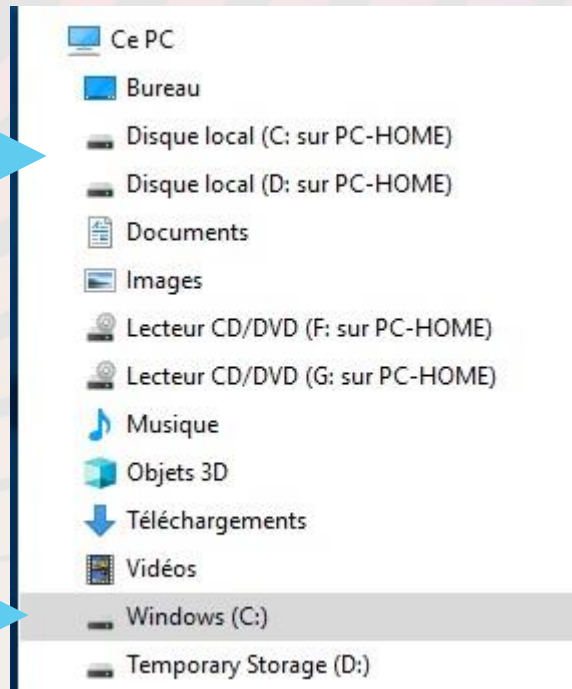 Ce PC
Bureau
Disque local (C: sur PC-HOME)
Disque local (D: sur PC-HOME)
Documents
Images
Lecteur CD/DVD (F: sur PC-HOME)
Lecteur CD/DVD (G: sur PC-HOME)
Musique
Objets 3D
Téléchargements
Vidéos
Windows (C:)
Temporary Storage (D:)